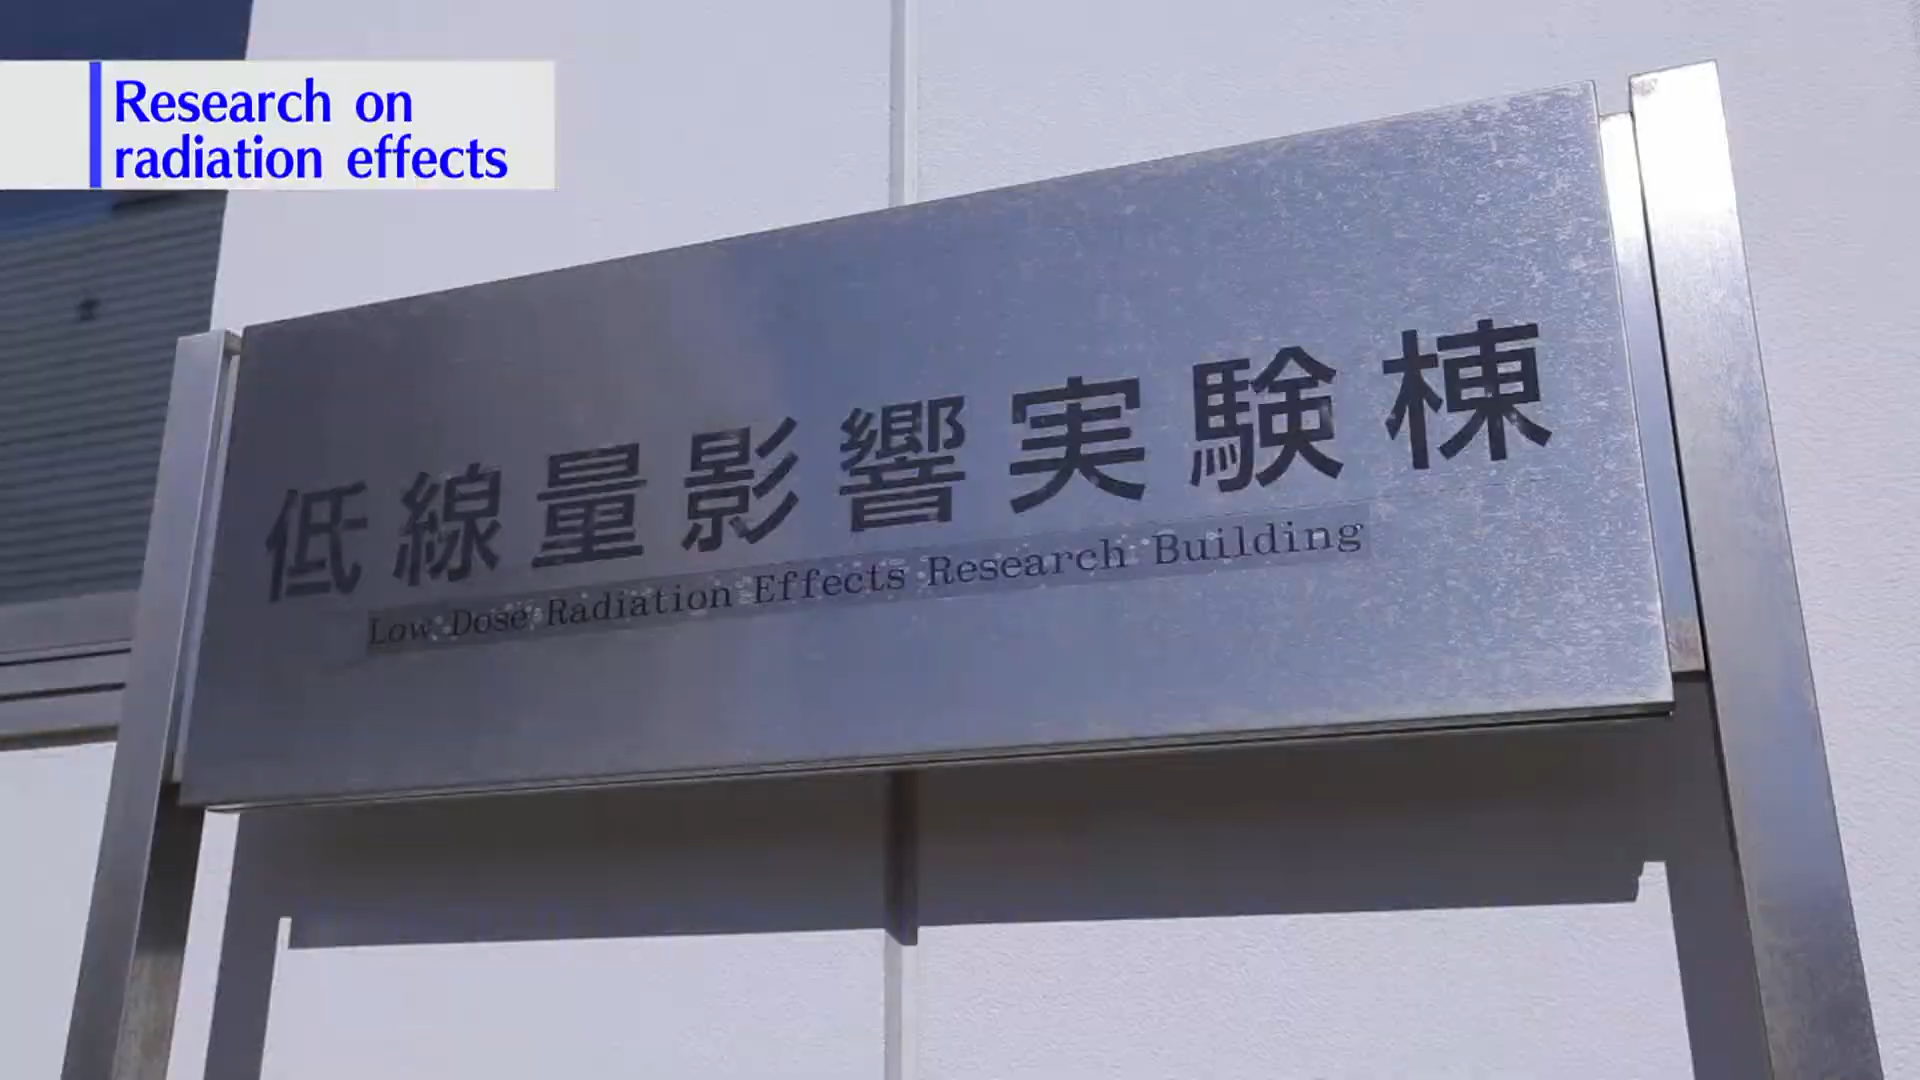 Research on
radiation effects
低線量影響実験棟
Low Dose Radiation Effects Research Building